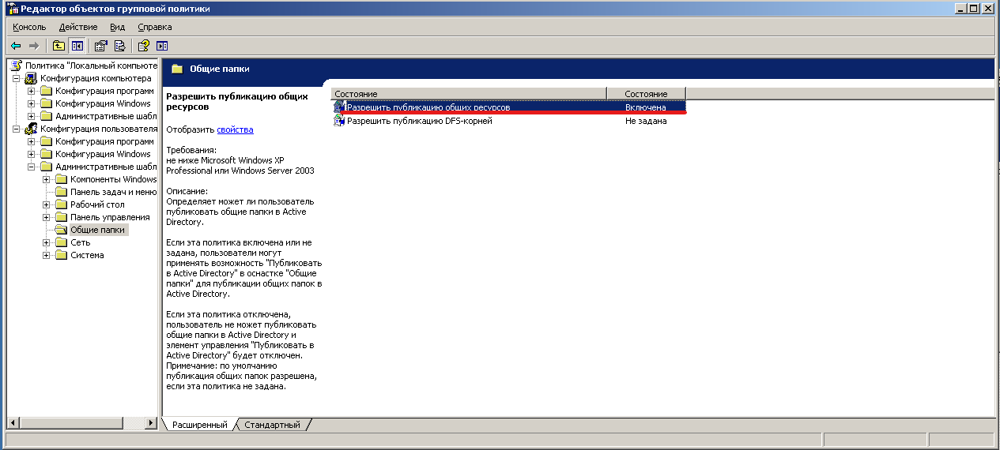 Редактор объектов групповой политики
Консоль Действие Вид Справка
Политика "Локальный компьюте
Конфигурация компьютера
Конфигурация программ
Конфигурация Windows
Административные шабл
Конфигурация пользователя
Конфигурация программ
Конфигурация Windows
Административные шабл
Компоненты Windows
Панель задач и меню
Рабочий стол
Панель управления
Общие папки
Сеть
Система
Общие папки
Разрешить публикацию общих
ресурсов
Отобразить свойства
Требования:
не ниже Microsoft Windows XP
Professional или Windows Server 2003
Описание:
Определяет может ли пользователь
публиковать общие папки в Active
Directory.
Если эта политика включена или не
задана, пользователи могут
применять возможность "Публиковать
в Active Directory" в оснастке "Общие
папки" для публикации общих папок в
Active Directory.
Если эта политика отключена,
пользователь не может публиковать
общие папки в Active Directory и
элемент управления "Публиковать в
Active Directory" будет отключен.
Примечание: по умолчанию
публикация общих папок разрешена,
если эта политика не задана.
Состояние Состояние
Разрешить публикацию общих ресурсов Включена
Разрешить публикацию DFS-корней Не задана
Расширенный Стандартный